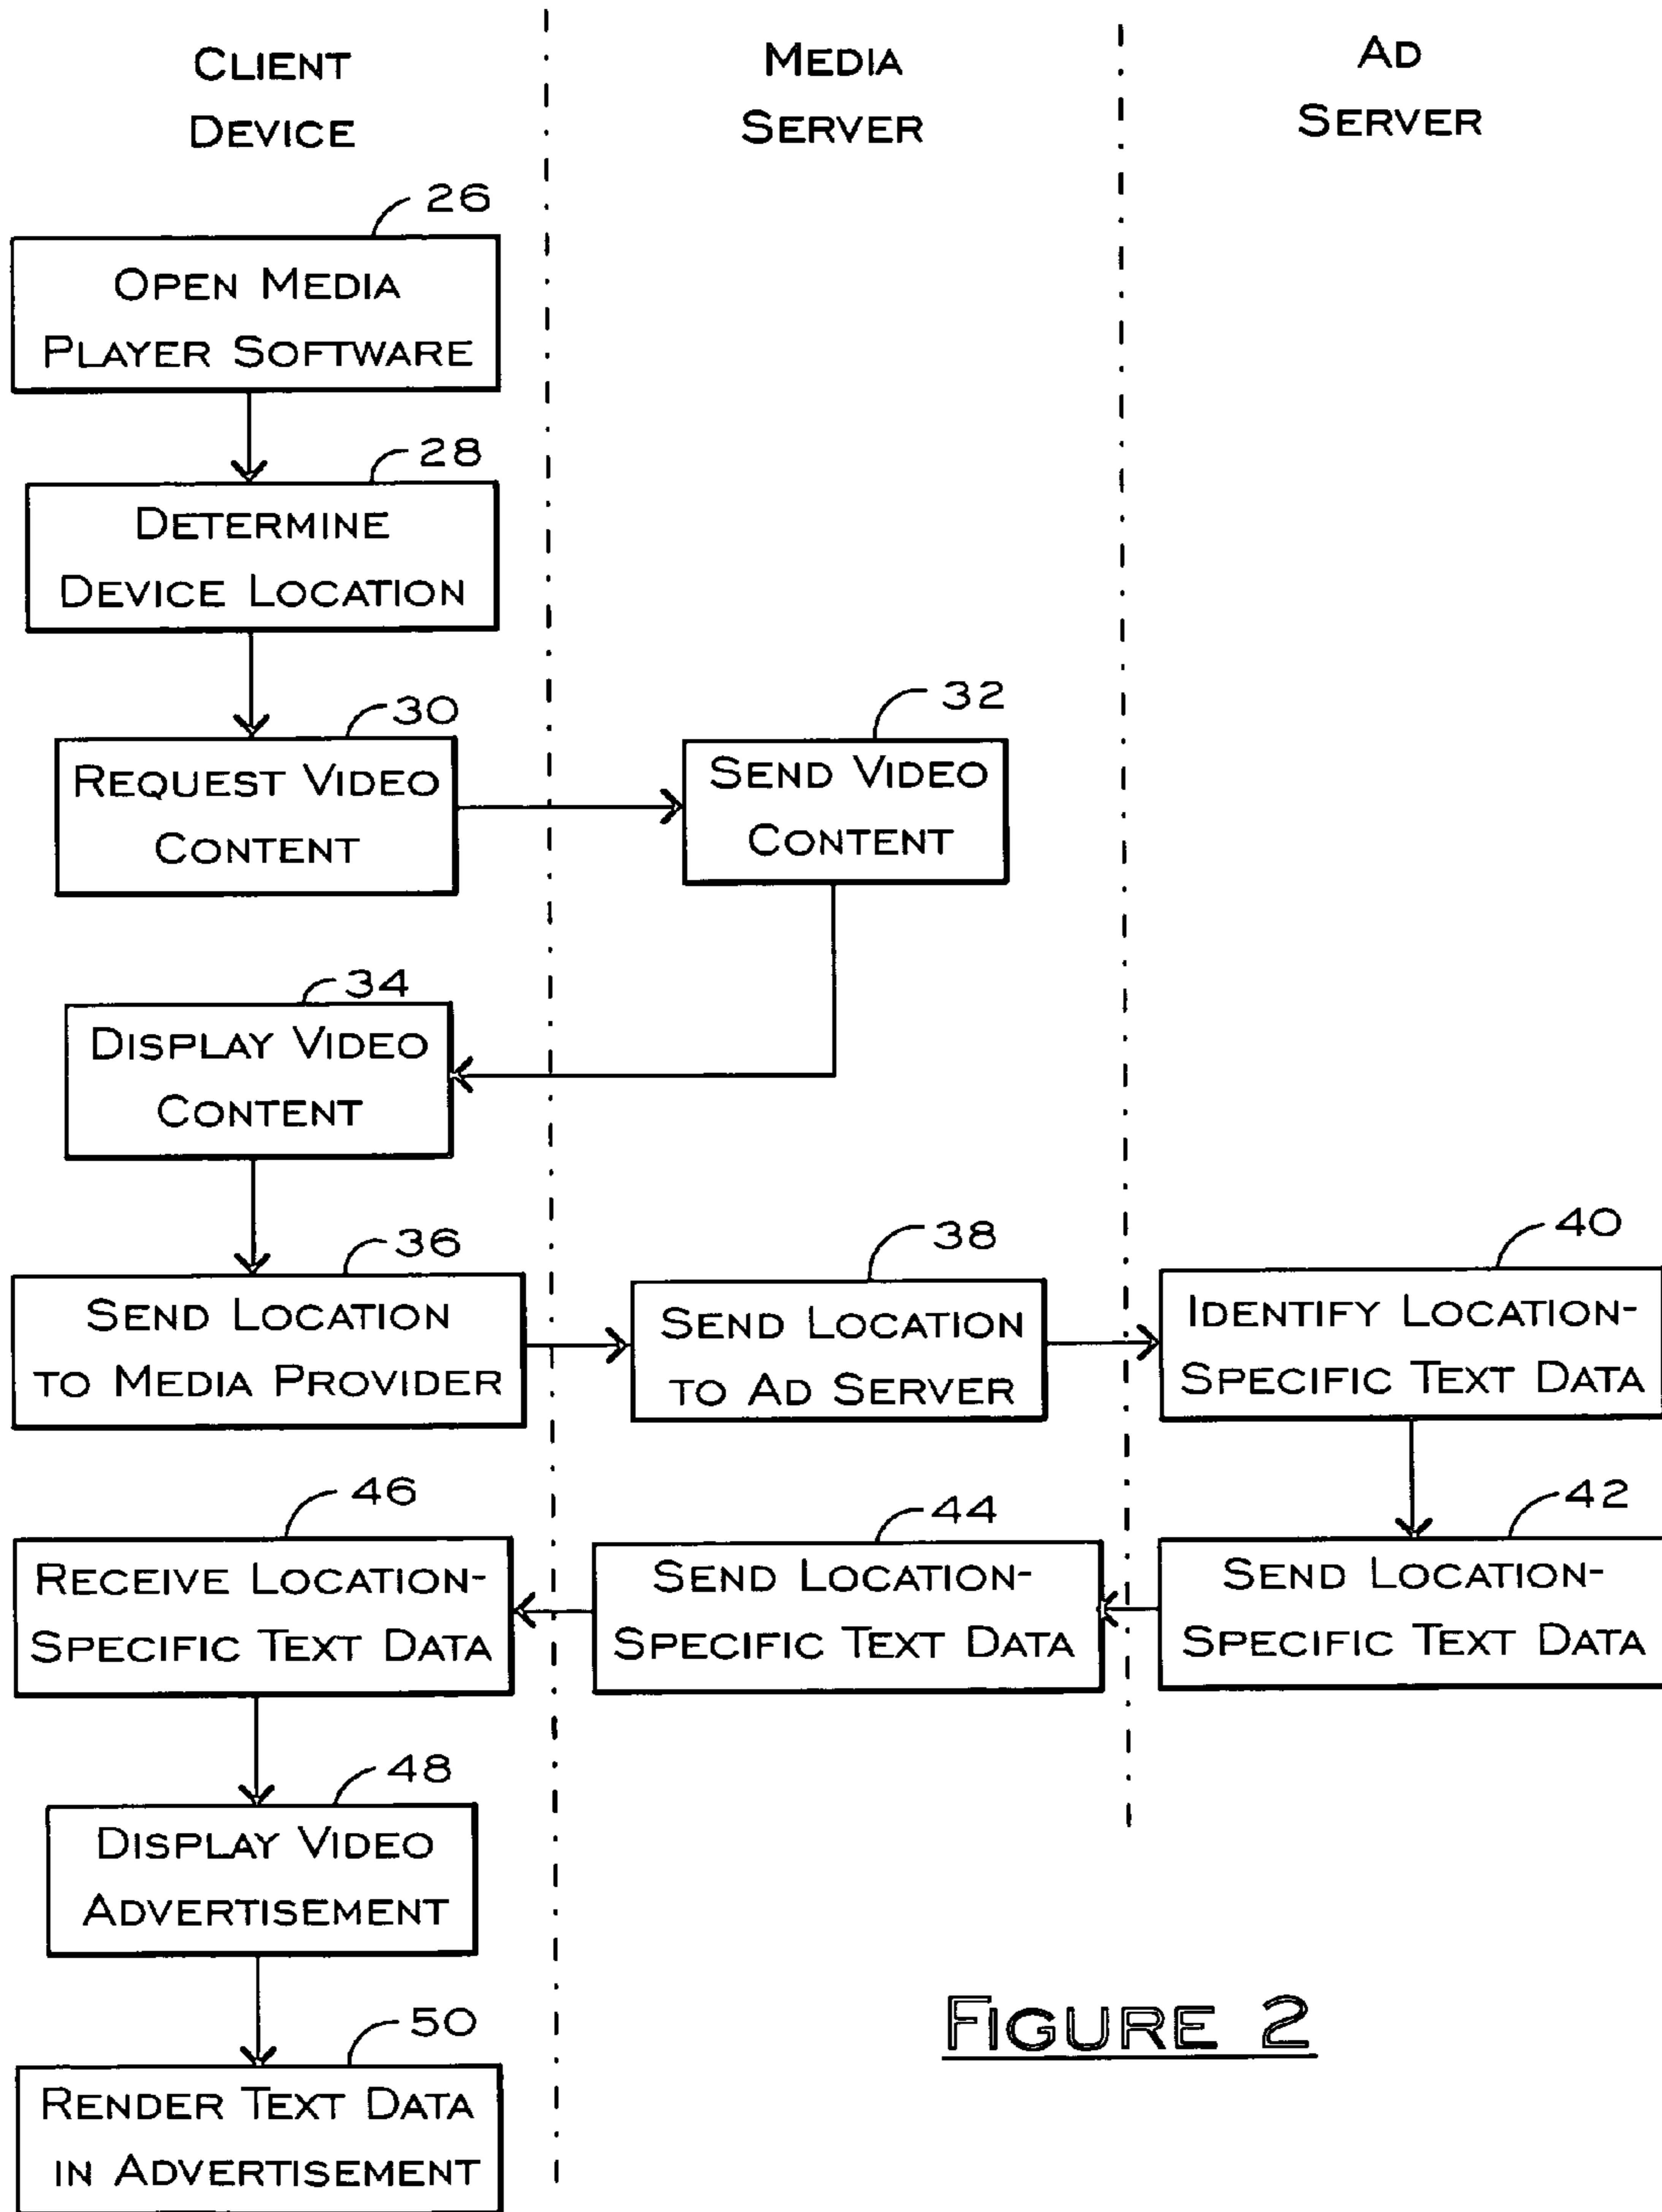 CLIENT
DEVICE
MEDIA
SERVER
AD
SERVER
26
OPEN MEDIA
PLAYER SOFTWARE
28
DETERMINE
DEVICE LOCATION
30
REQUEST VIDEO
CONTENT
32
SEND VIDEO
CONTENT
34
DISPLAY VIDEO
CONTENT
36
SEND LOCATION
TO MEDIA PROVIDER
38
SEND LOCATION
TO AD SERVER
40
IDENTIFY LOCATION-
SPECIFIC TEXT DATA
42
SEND LOCATION-
SPECIFIC TEXT DATA
44
SEND LOCATION-
SPECIFIC TEXT DATA
46
RECEIVE LOCATION-
SPECIFIC TEXT DATA
48
DISPLAY VIDEO
ADVERTISEMENT
50
RENDER TEXT DATA
IN ADVERTISEMENT
FIGURE 2